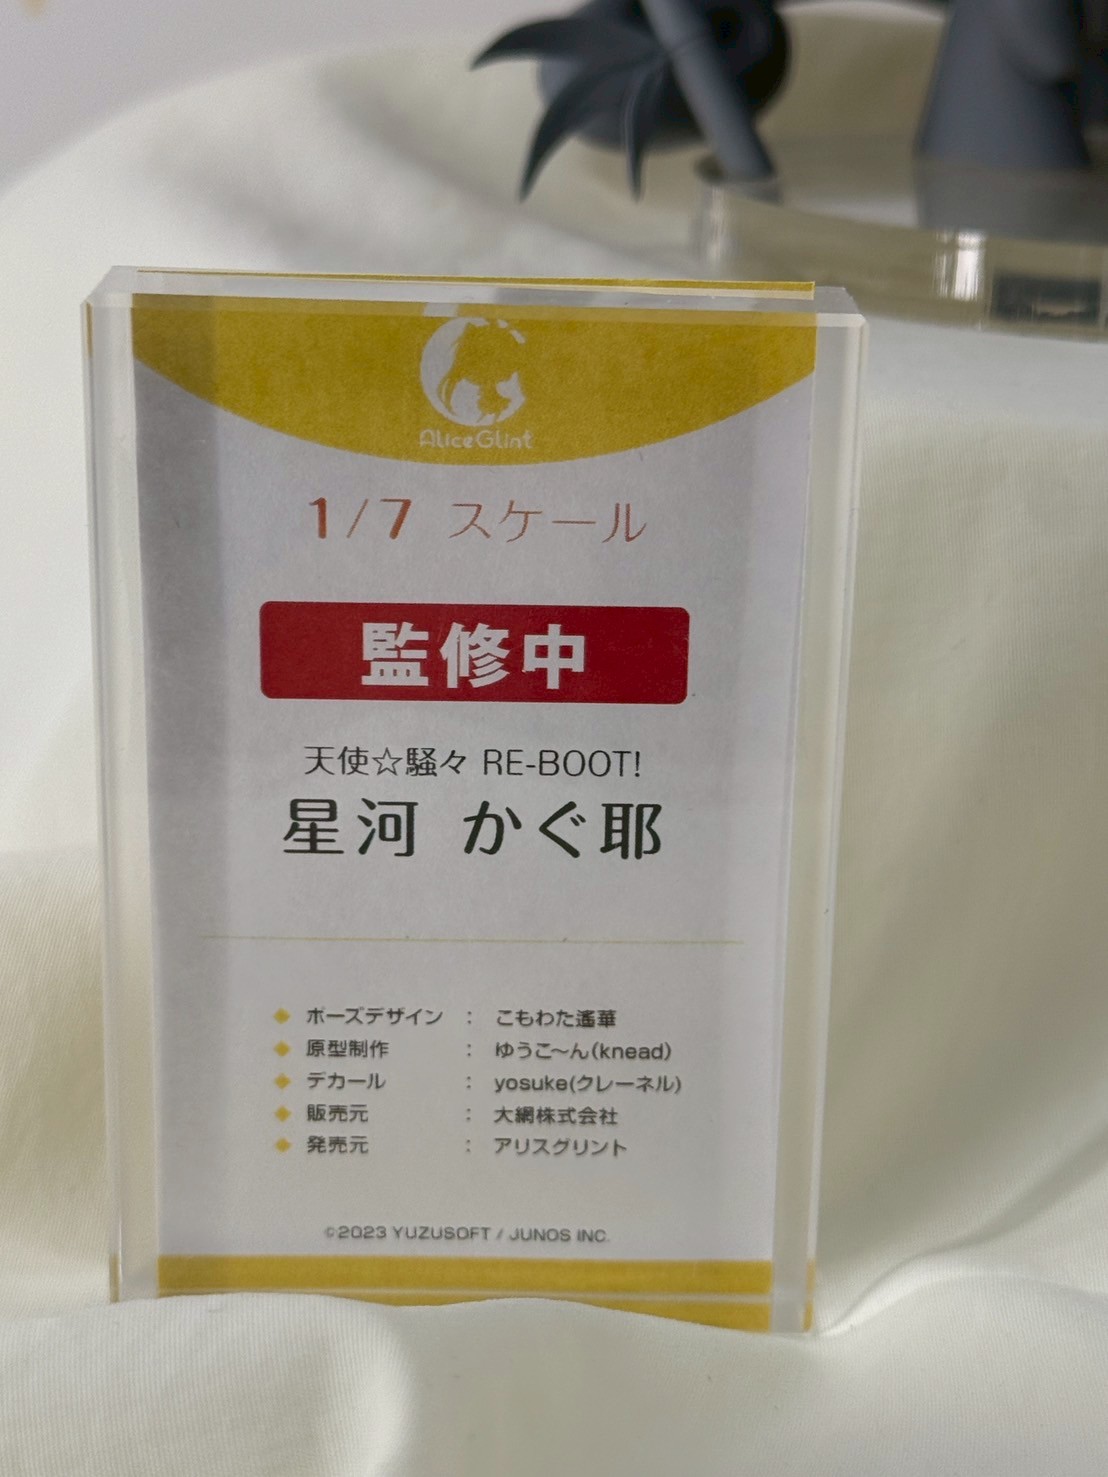 AliceGlint
1/7 スケール
監修中
天使☆騒々 RE-BOOT!
星河 かぐ耶
◆ ポーズデザイン : こもわた遙華
◆ 原型制作 : ゆうこ〜ん(knead)
◆ デカール : yosuke(クレーネル)
◆ 販売元 : 大網株式会社
◆ 発売元 : アリスグリント
©2023 YUZUSOFT / JUNOS INC.